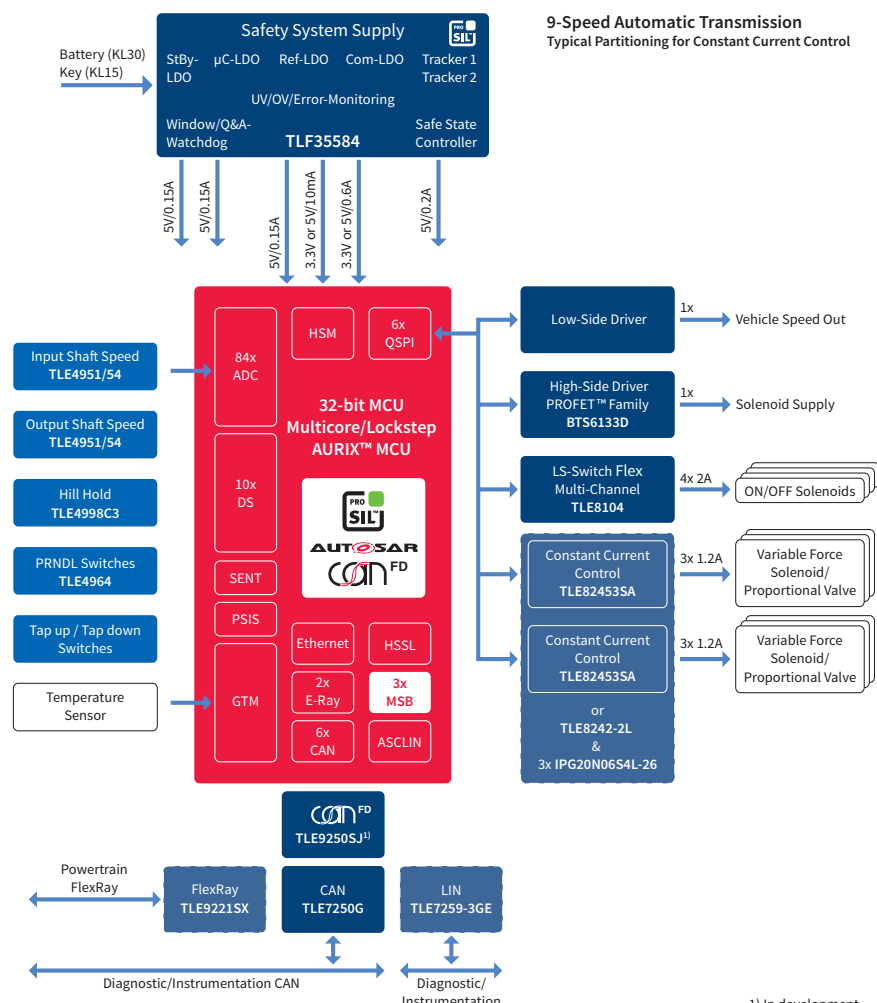 9-Speed Automatic Transmission
Typical Partitioning for Constant Current Control
Battery (KL30)
Key (KL15)
Safety System Supply
PRO
SIL™
StBy-
LDO
µC-LDO
Ref-LDO
Com-LDO
Tracker 1
Tracker 2
UV/OV/Error-Monitoring
Window/Q&A-
Watchdog
TLF35584
Safe State
Controller
5V/0.15A
5V/0.15A
5V/0.15A
3.3V or 5V/10mA
3.3V or 5V/0.6A
5V/0.2A
Input Shaft Speed
TLE4951/54
Output Shaft Speed
TLE4951/54
Hill Hold
TLE4998C3
PRNDL Switches
TLE4964
Tap up / Tap down
Switches
Temperature
Sensor
84x
ADC
10x
DS
SENT
PSIS
GTM
HSM
6x
QSPI
32-bit MCU
Multicore/Lockstep
AURIX™ MCU
PRO
SIL™
AUTOSAR
CAN FD
Ethernet
HSSL
2x
E-Ray
3x
MSB
6x
CAN
ASCLIN
Low-Side Driver
1x
Vehicle Speed Out
High-Side Driver
PROFET™ Family
BTS6133D
1x
Solenoid Supply
LS-Switch Flex
Multi-Channel
TLE8104
4x 2A
ON/OFF Solenoids
Constant Current
Control
TLE82453SA
3x 1.2A
Variable Force
Solenoid/
Proportional Valve
Constant Current
Control
TLE82453SA
3x 1.2A
Variable Force
Solenoid/
Proportional Valve
or
TLE8242-2L
&
3x IPG20N06S4L-26
CAN FD
TLE9250SJ1)
Powertrain
FlexRay
FlexRay
TLE9221SX
CAN
TLE7250G
LIN
TLE7259-3GE
Diagnostic/Instrumentation CAN
Diagnostic/
Instrumentation
1) In development